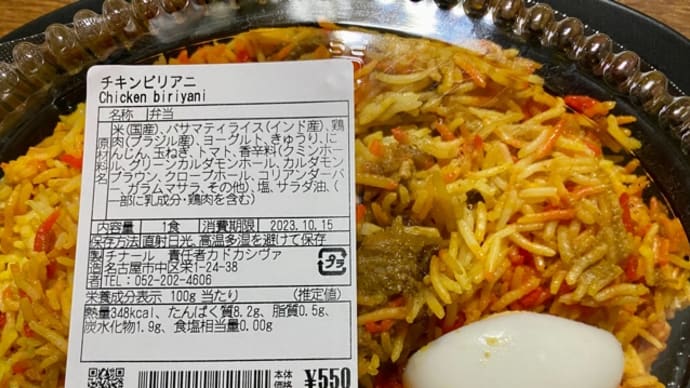 チキンビリアニ
Chicken biriyani
名称 弁当
原材料名 米(国産)、バサマティライス(インド産)、鶏
肉(ブラジル産)、ヨーグルト、きゅうり、に
んじん、玉ねぎ、トマト、香辛料(クミンパー
ル、グリーンカルダモンホール、カルダモン
ブラウン、クローブホール、コリアンダーパ
ー、ガラムマサラ、その他)、塩、サラダ油、(
一部に乳成分・鶏肉を含む)
内容量 1食 消費期限 2023.10.15
保存方法 直射日光、高温多湿を避けて保存
製造者 チナール 責任者カドカシヴァ
名古屋市中区栄1-24-38
TEL:052-202-4606
プラ
栄養成分表示 100g 当たり (推定値)
熱量348kcal、たんぱく質8.2g、脂質0.5g、
炭水化物1.9g、食塩相当量0.00g
本体価格 ¥550